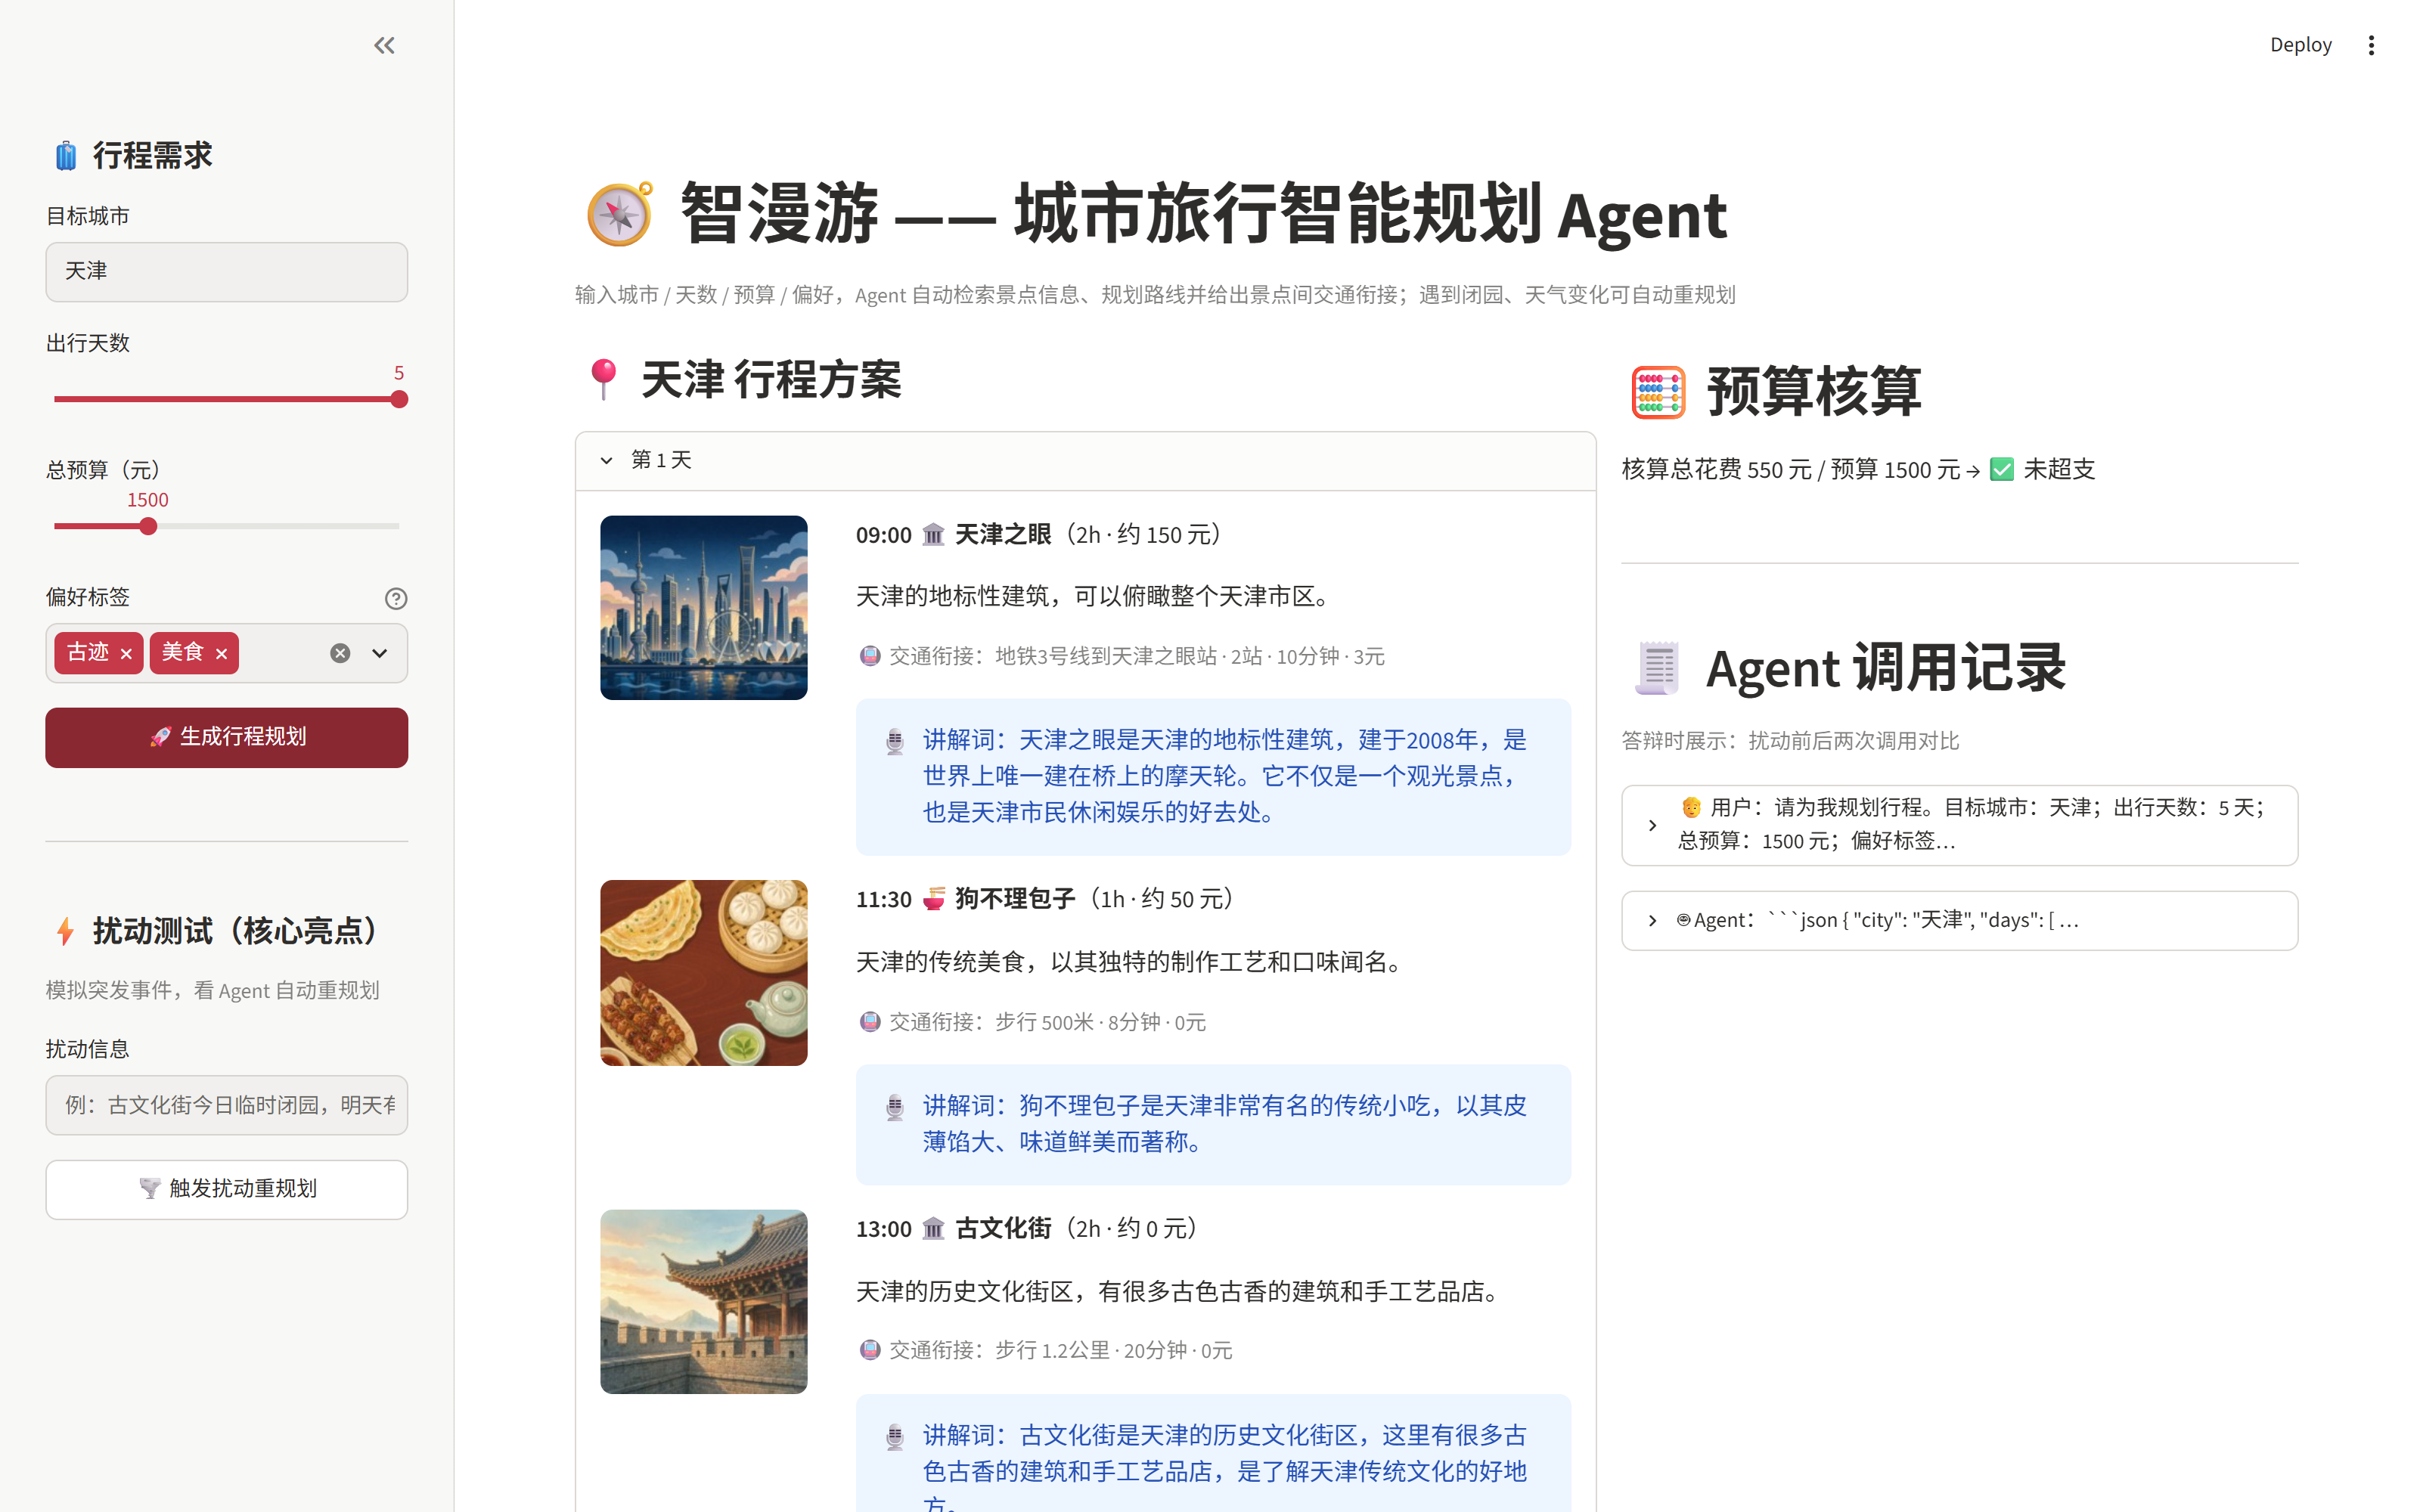 行程需求
目标城市
天津
出行天数
5
总预算（元）
1500
偏好标签
古迹
美食
生成行程规划
扰动测试（核心亮点）
模拟突发事件，看 Agent 自动重规划
扰动信息
例：古文化街今日临时闭园，明天有
触发扰动重规划
Deploy
智漫游 —— 城市旅行智能规划 Agent
输入城市 / 天数 / 预算 / 偏好，Agent 自动检索景点信息、规划路线并给出景点间交通衔接；遇到闭园、天气变化可自动重规划
天津 行程方案
第 1 天
09:00 天津之眼（2h · 约 150 元）
天津的地标性建筑，可以俯瞰整个天津市区。
交通衔接：地铁3号线到天津之眼站 · 2站 · 10分钟 · 3元
讲解词：天津之眼是天津的地标性建筑，建于2008年，是
世界上唯一建在桥上的摩天轮。它不仅是一个观光景点，
也是天津市民休闲娱乐的好去处。
11:30 狗不理包子（1h · 约 50 元）
天津的传统美食，以其独特的制作工艺和口味闻名。
交通衔接：步行 500米 · 8分钟 · 0元
讲解词：狗不理包子是天津非常有名的传统小吃，以其皮
薄馅大、味道鲜美而著称。
13:00 古文化街（2h · 约 0 元）
天津的历史文化街区，有很多古色古香的建筑和手工艺品店。
交通衔接：步行 1.2公里 · 20分钟 · 0元
讲解词：古文化街是天津的历史文化街区，这里有很多古
色古香的建筑和手工艺品店，是了解天津传统文化的好地
方。
预算核算
核算总花费 550 元 / 预算 1500 元 → ✅ 未超支
Agent 调用记录
答辩时展示：扰动前后两次调用对比
用户：请为我规划行程。目标城市：天津；出行天数：5 天；
总预算：1500 元；偏好标签…
Agent：```json { "city": "天津", "days": [ …